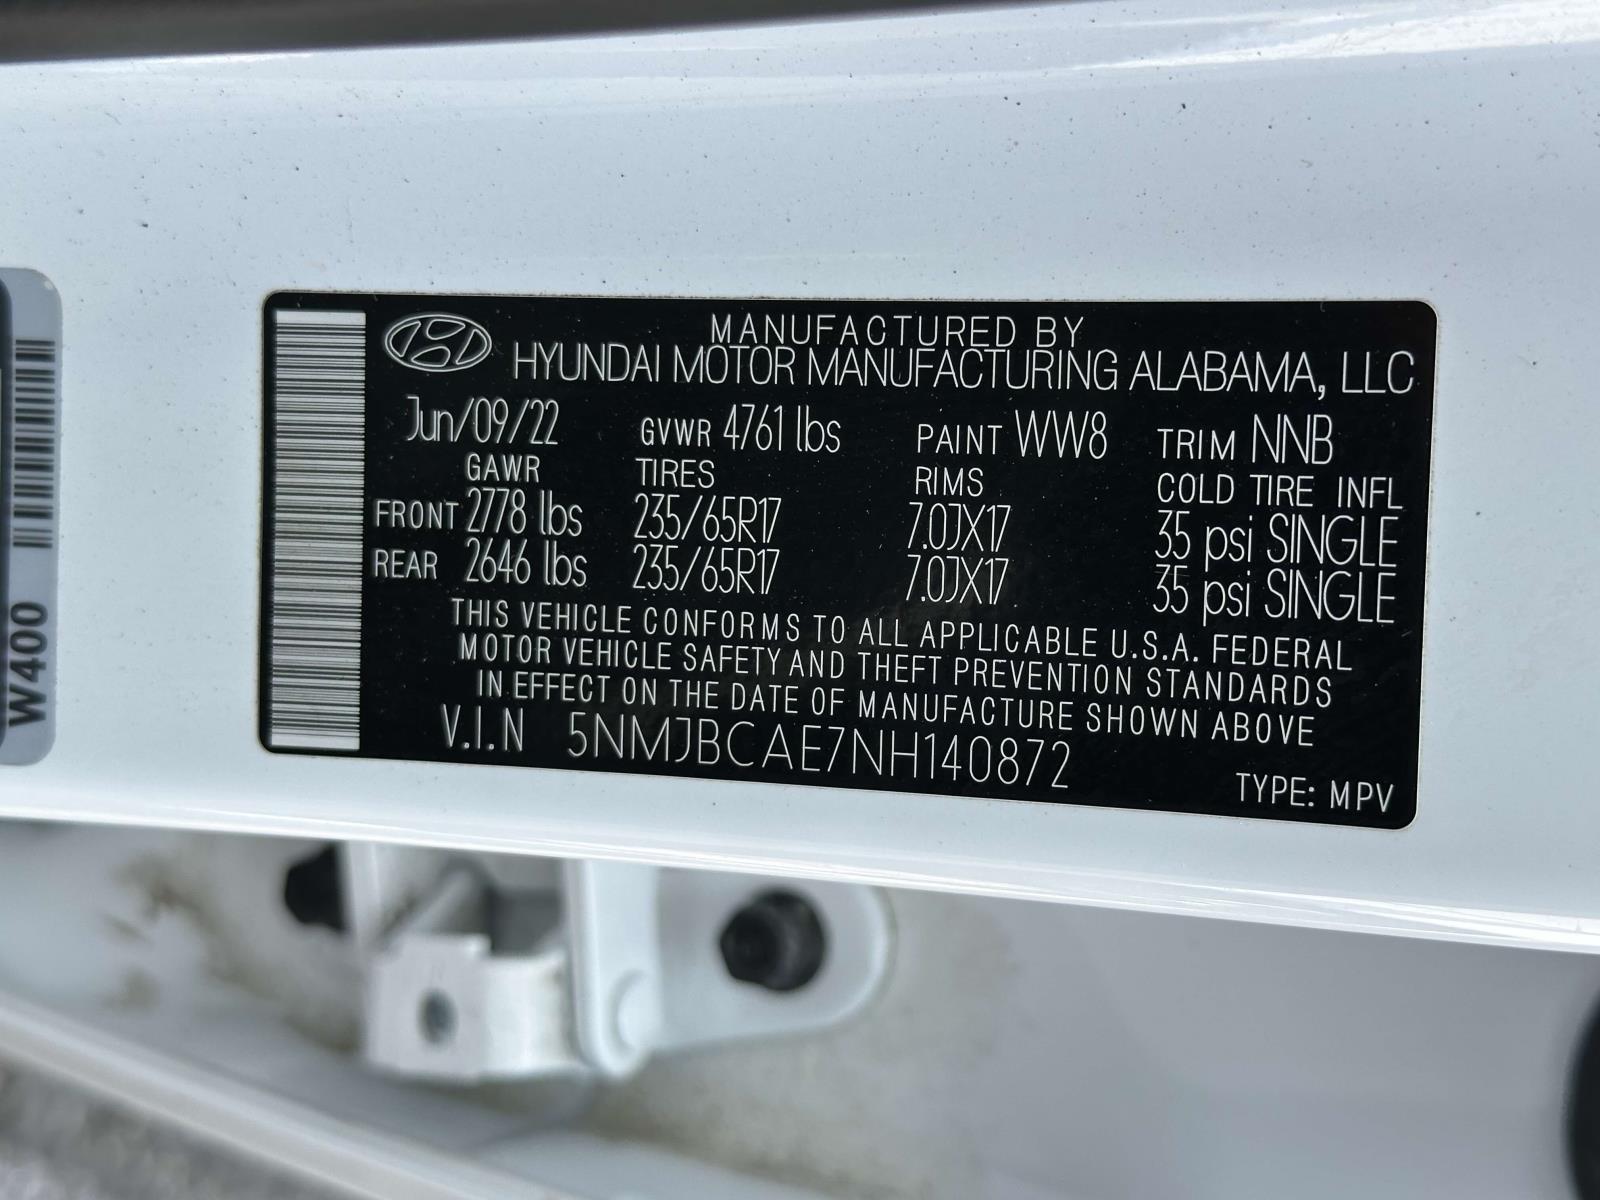 MANUFACTURED BY
HYUNDAI MOTOR MANUFACTURING ALABAMA, LLC
Jun/09/22 GVWR 4761 lbs PAINT WW8 TRIM NNB
GAWR TIRES RIMS COLD TIRE INFL
FRONT 2778 lbs 235/65R17 7.0JX17 35 psi SINGLE
REAR 2646 lbs 235/65R17 7.0JX17 35 psi SINGLE
THIS VEHICLE CONFORMS TO ALL APPLICABLE U.S.A. FEDERAL
MOTOR VEHICLE SAFETY AND THEFT PREVENTION STANDARDS
IN EFFECT ON THE DATE OF MANUFACTURE SHOWN ABOVE
V.I.N 5NMJBCAE7NH140872
TYPE: MPV
W400